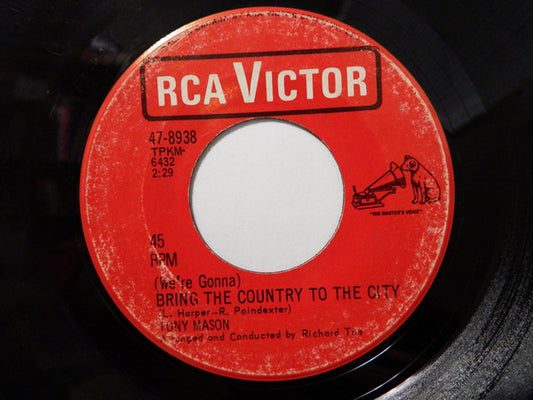 RCA VICTOR
47-8938
TPKM-
6432
2:29
"HIS MASTER'S VOICE"
45
RPM
(We're Gonna)
BRING THE COUNTRY TO THE CITY
(L. Harper-R. Poindexter)
TONY MASON
Arranged and Conducted by Richard Tee